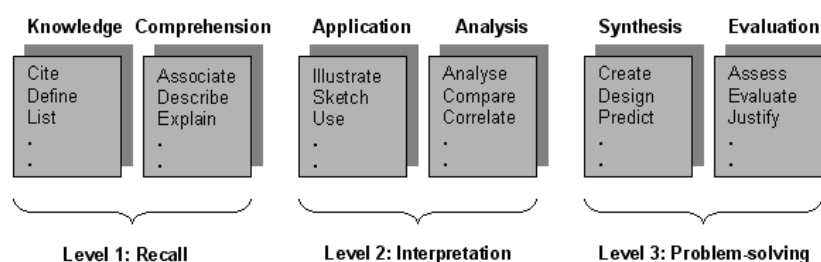 Knowledge Comprehension Application Analysis Synthesis Evaluation
Cite
Define
List
.
.
Associate
Describe
Explain
.
.
Illustrate
Sketch
Use
.
.
Analyse
Compare
Correlate
.
.
Create
Design
Predict
.
.
Assess
Evaluate
Justify
.
.
Level 1: Recall Level 2: Interpretation Level 3: Problem-solving